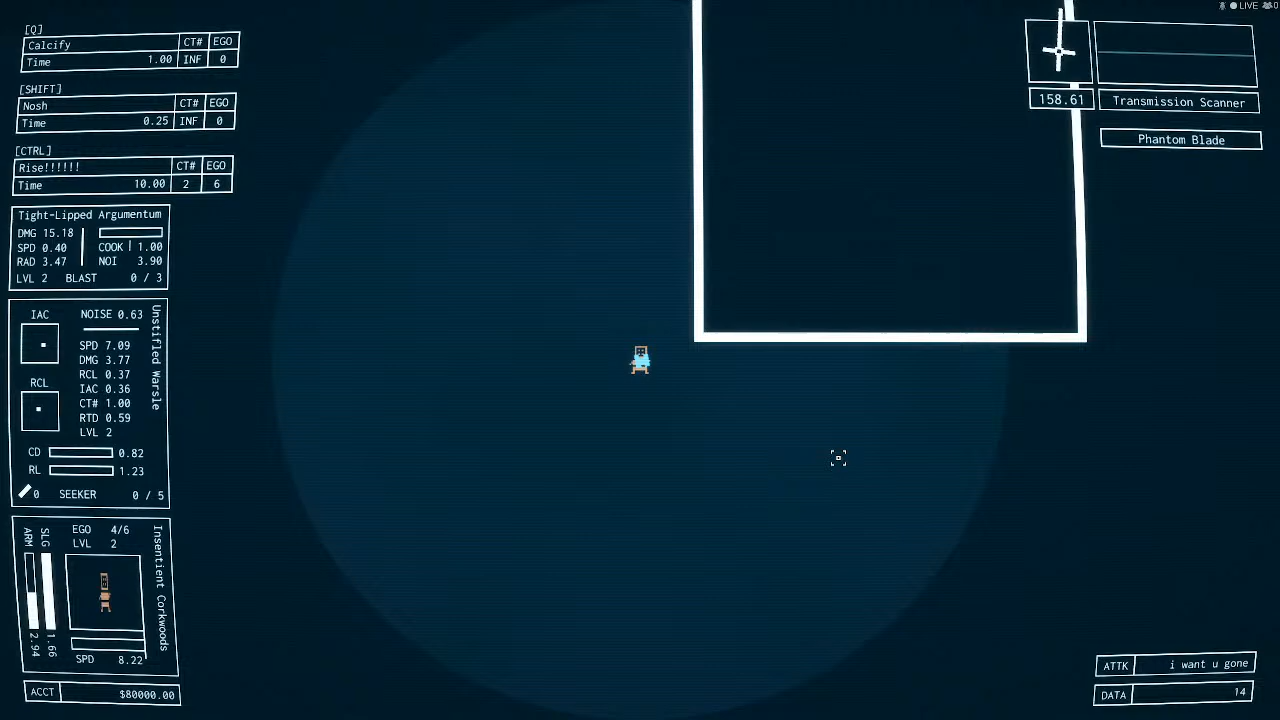 LIVE 0
[Q]
Calcify CT# EGO
Time 1.00 INF 0
[SHIFT]
Nosh CT# EGO
Time 0.25 INF 0
[CTRL]
Rise!!!!!! CT# EGO
Time 10.00 2 6
Tight-Lipped Argumentum
DMG 15.18
SPD 0.40 COOK 1.00
RAD 3.47 NOI 3.90
LVL 2 BLAST 0 / 3
IAC NOISE 0.63
Unstifled Warsle
SPD 7.09
DMG 3.77
RCL RCL 0.37
IAC 0.36
CT# 1.00
RTD 0.59
LVL 2
CD 0.82
RL 1.23
0 SEEKER 0 / 5
ARM SLG EGO 4/6
LVL 2
Insentient Corkwoods
2.94 1.66
SPD 8.22
ACCT $80000.00
158.61 Transmission Scanner
Phantom Blade
ATTK i want u gone
DATA 14